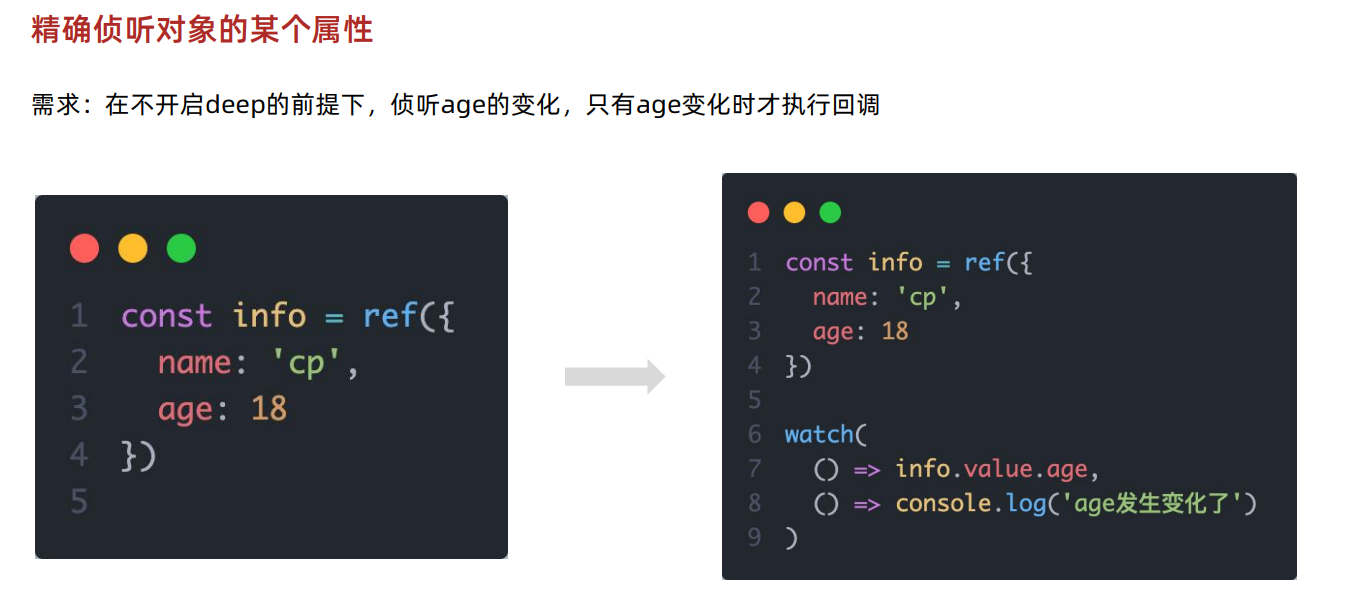 精确侦听对象的某个属性
需求：在不开启deep的前提下，侦听age的变化，只有age变化时才执行回调
1 const info = ref({
2   name: 'cp',
3   age: 18
4 })
5
1 const info = ref({
2   name: 'cp',
3   age: 18
4 })
5
6 watch(
7   () => info.value.age,
8   () => console.log('age发生变化了')
9 )